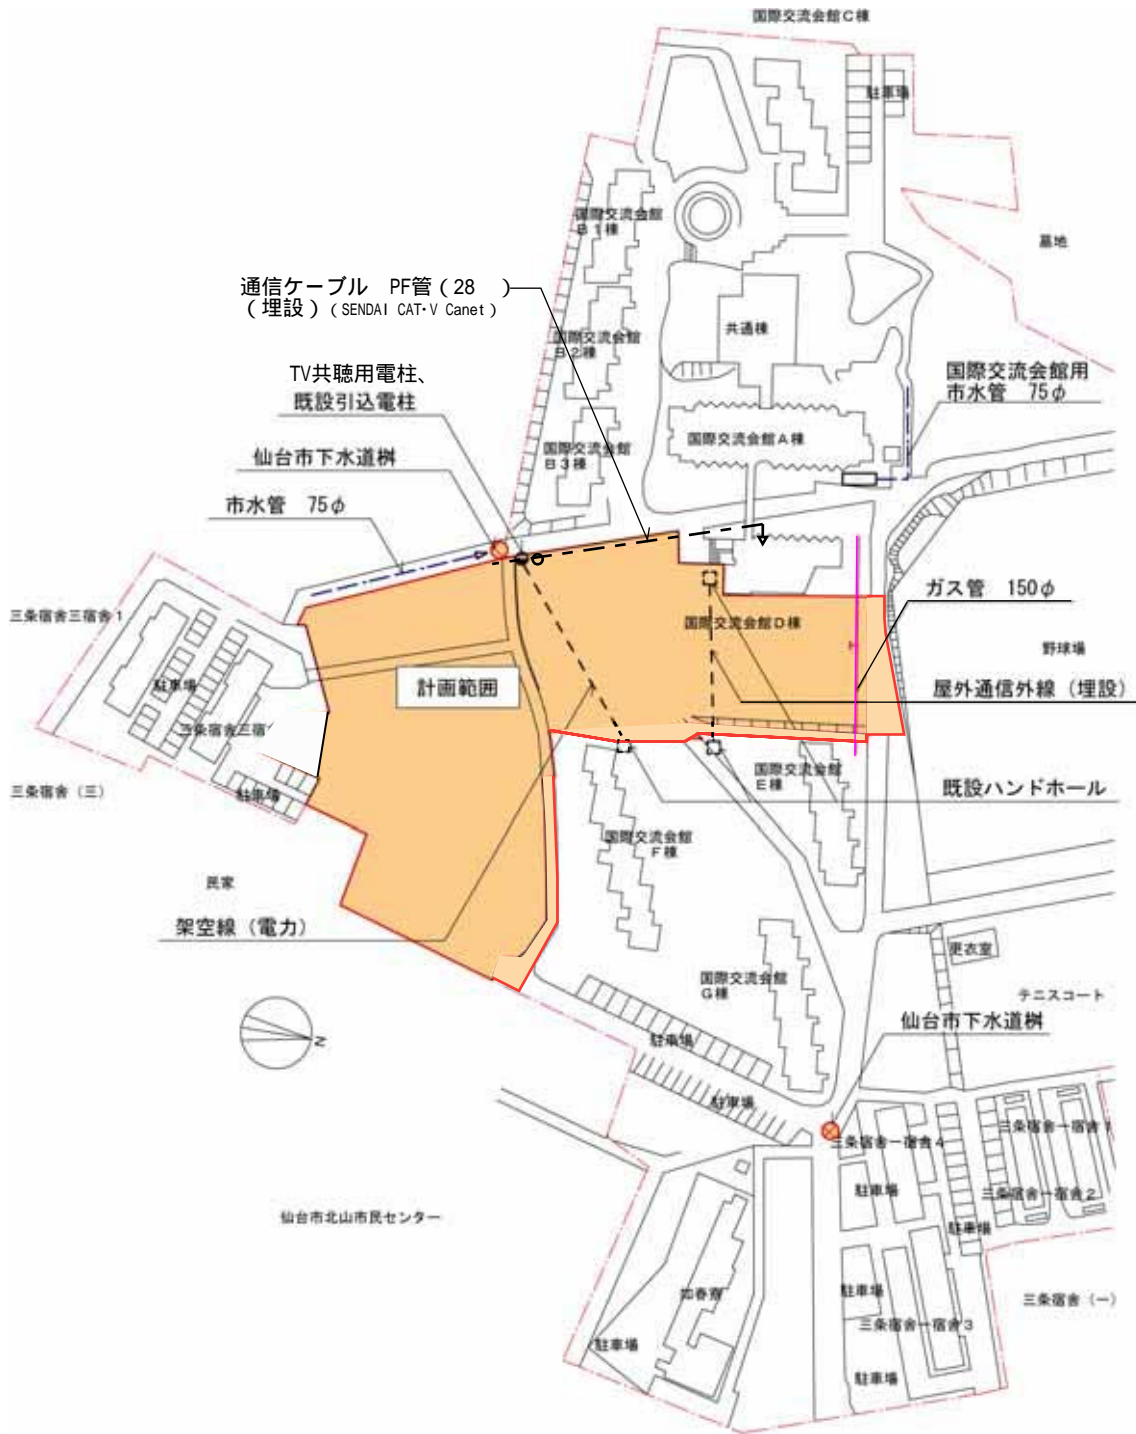 国際交流会館C棟
駐車場
国際交流会館
B1棟
墓地
通信ケーブル　PF管（28　）
（埋設）（SENDAI CAT・V Canet）
共通棟
国際交流会館
B2棟
TV共聴用電柱、
既設引込電柱
国際交流会館用
市水管　75φ
国際交流会館A棟
国際交流会館
B3棟
仙台市下水道桝
市水管　75φ
ガス管　150φ
三条宿舎三宿舎1
国際交流会館D棟
野球場
駐車場
計画範囲
屋外通信外線（埋設）
三条宿舎三宿
国際交流会館
E棟
三条宿舎（三）
駐車場
既設ハンドホール
国際交流会館
F棟
民家
架空線（電力）
更衣室
国際交流会館
G棟
テニスコート
仙台市下水道桝
N
駐車場
駐車場
三条宿舎一宿舎4
三条宿舎一宿舎1
駐車場
三条宿舎一宿舎2
仙台市北山市民センター
駐車場
駐車場
如春寮
三条宿舎（一）
三条宿舎一宿舎3
駐車場
駐車場